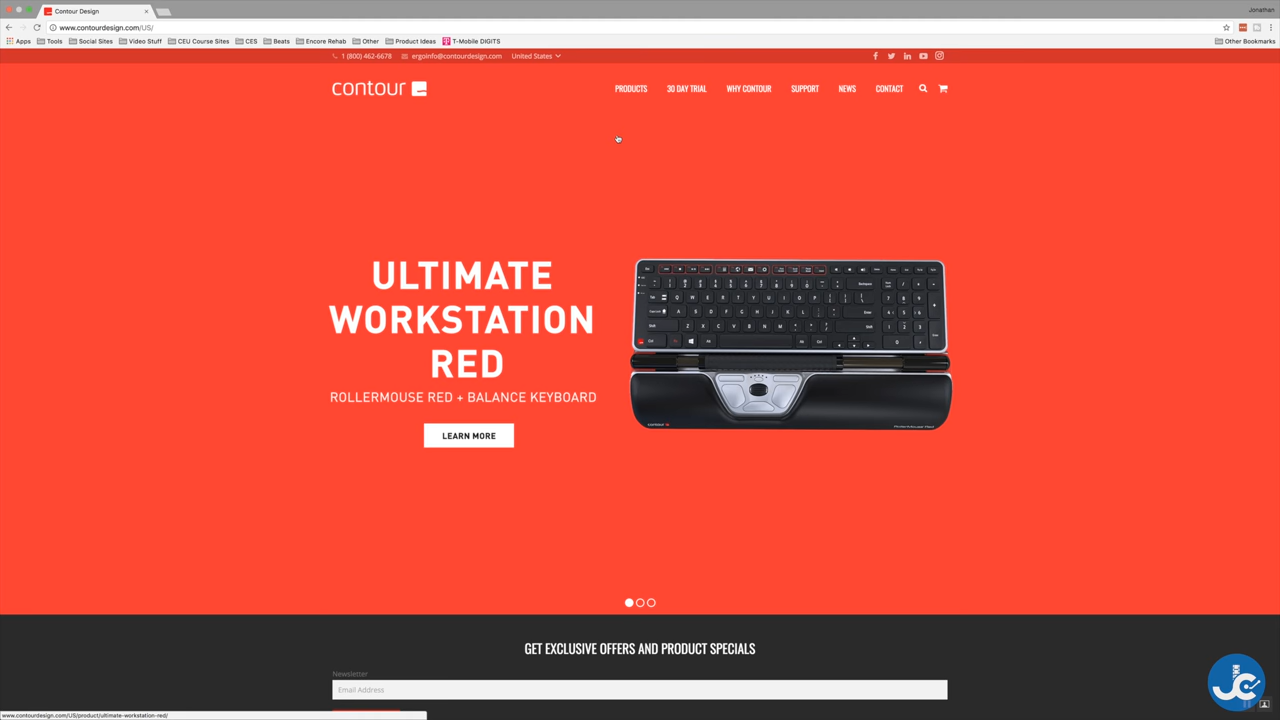 Contour Design
Jonathan
www.contourdesign.com/US/
Apps Tools Social Sites Video Stuff CEU Course Sites CES Beats Encore Rehab Other Product Ideas T-Mobile DIGITS Other Bookmarks
1 (800) 462-6678 ergoinfo@contourdesign.com United States
contour
PRODUCTS 30 DAY TRIAL WHY CONTOUR SUPPORT NEWS CONTACT
ULTIMATE
WORKSTATION
RED
ROLLERMOUSE RED + BALANCE KEYBOARD
LEARN MORE
contour
GET EXCLUSIVE OFFERS AND PRODUCT SPECIALS
Newsletter
Email Address
www.contourdesign.com/US/product/ultimate-workstation-red/
JC